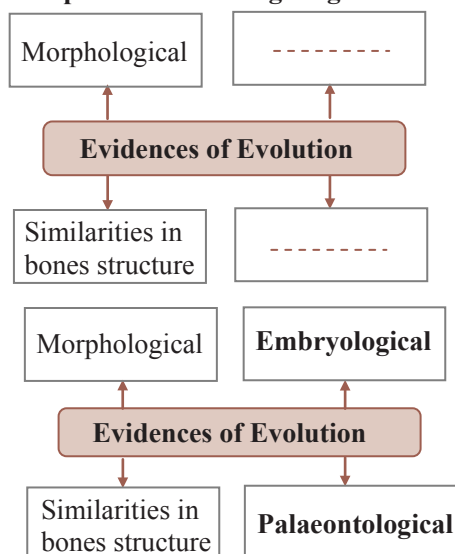 Morphological
- - - - - - - - -
Evidences of Evolution
Similarities in
bones structure
- - - - - - - - -
Morphological
Embryological
Evidences of Evolution
Similarities in
bones structure
Palaeontological